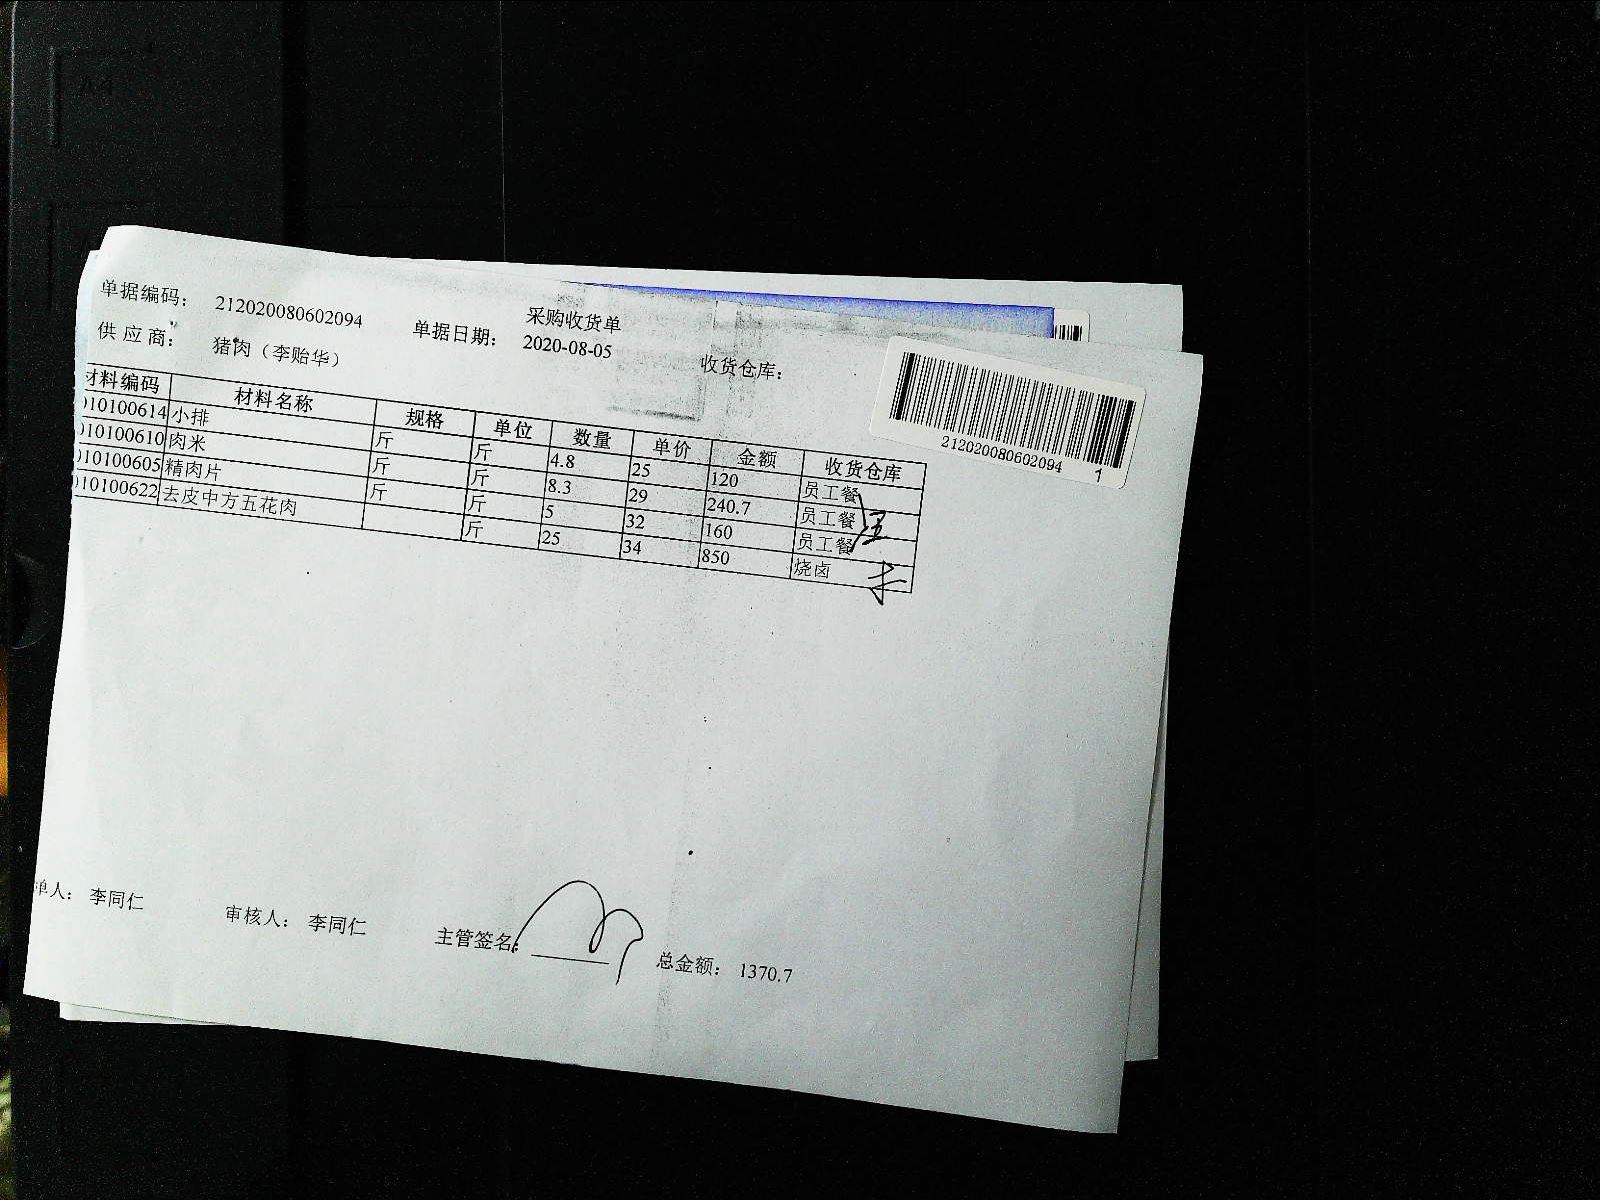 采购收货单
单据编码： 212020080602094 单据日期： 2020-08-05 收货仓库：
供应商： 猪肉（李贻华）
212020080602094 1
材料编码 材料名称 规格 单位 数量 单价 金额 收货仓库
010100614 小排 斤 斤 4.8 25 120 员工餐
010100610 肉米 斤 斤 8.3 29 240.7 员工餐
010100605 精肉片 斤 斤 5 32 160 员工餐
010100622 去皮中方五花肉 斤 25 34 850 烧卤
单人： 李同仁 审核人： 李同仁 主管签名： 总金额： 1370.7